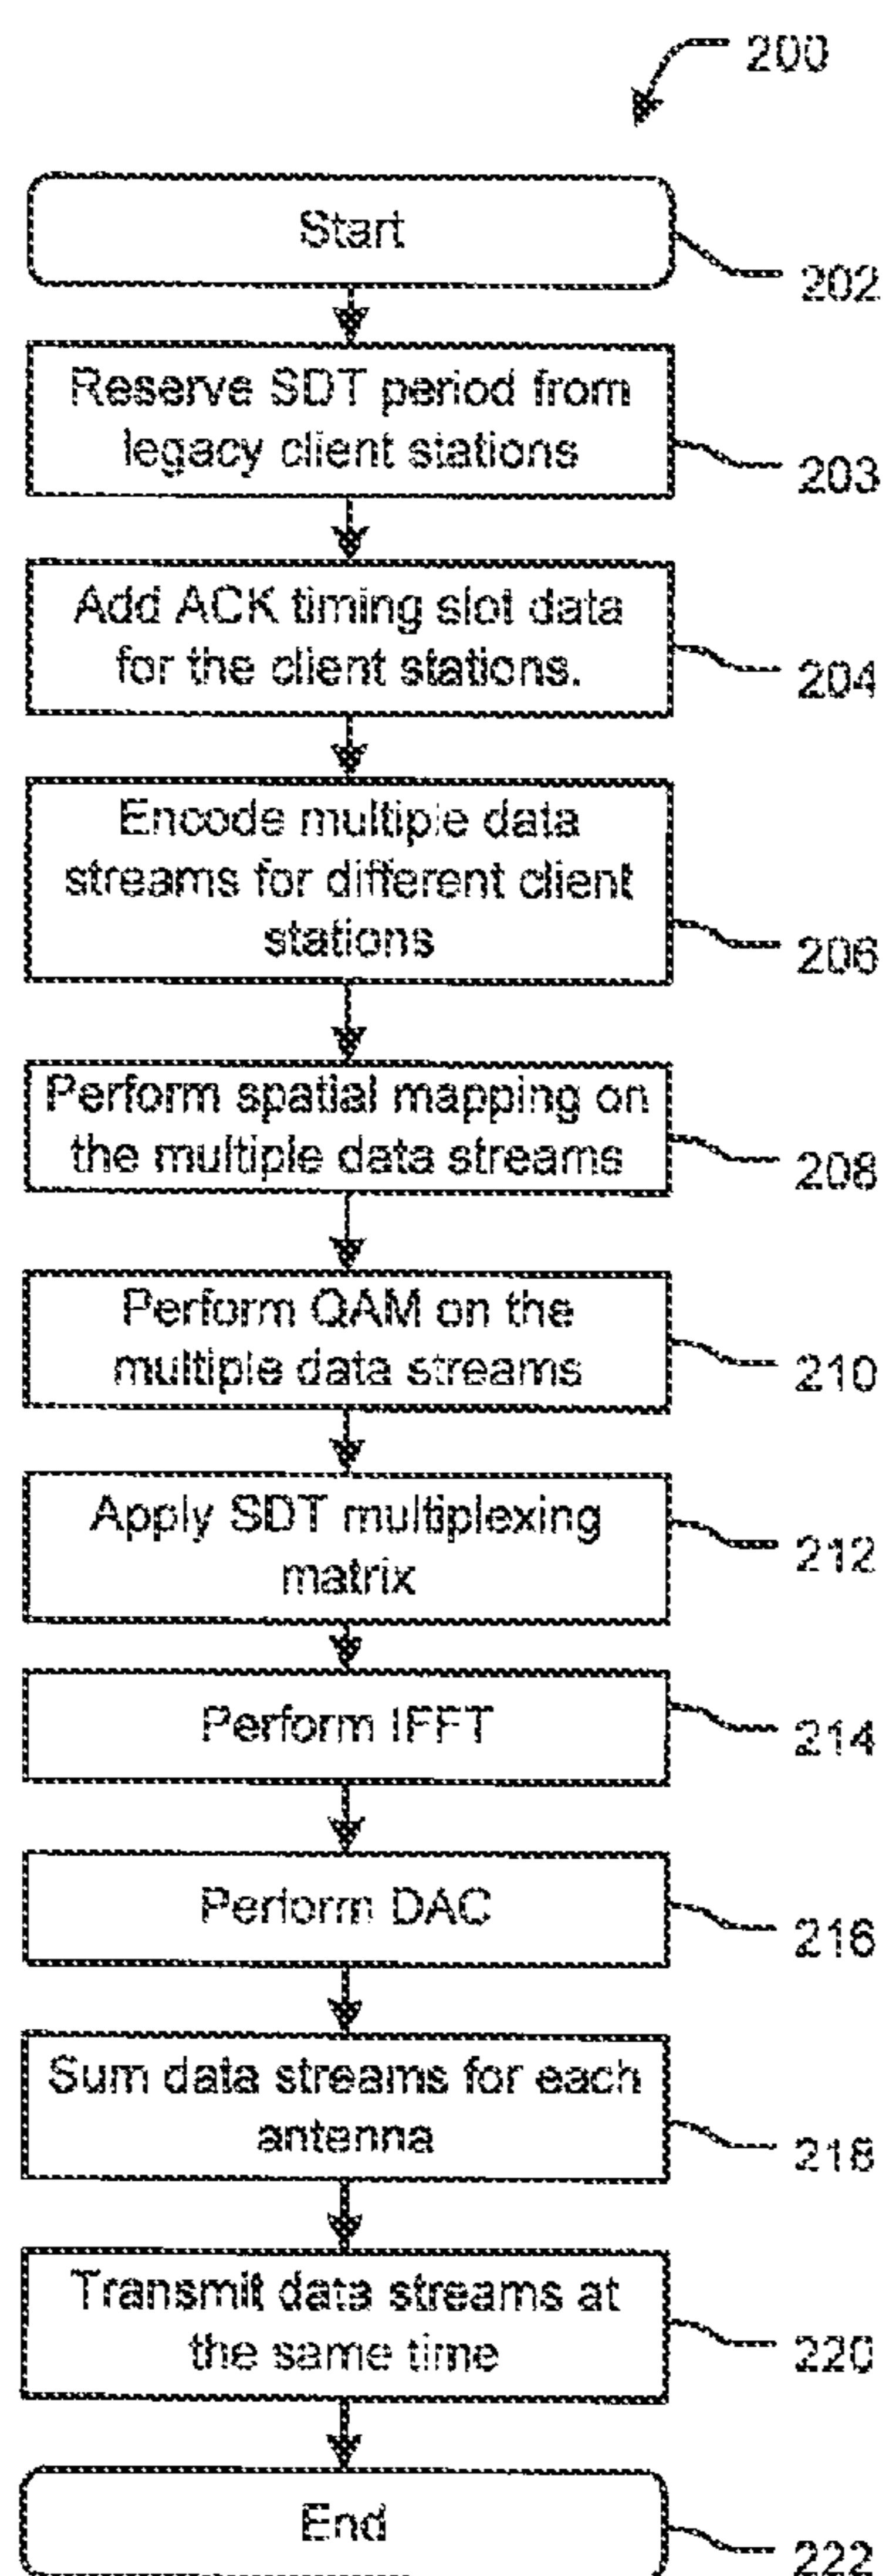 200
Start
202
Reserve SDT period from
legacy client stations
203
Add ACK timing slot data
for the client stations.
204
Encode multiple data
streams for different client
stations
206
Perform spatial mapping on
the multiple data streams
208
Perform QAM on the
multiple data streams
210
Apply SDT multiplexing
matrix
212
Perform IFFT
214
Perform DAC
216
Sum data streams for each
antenna
218
Transmit data streams at
the same time
220
End
222